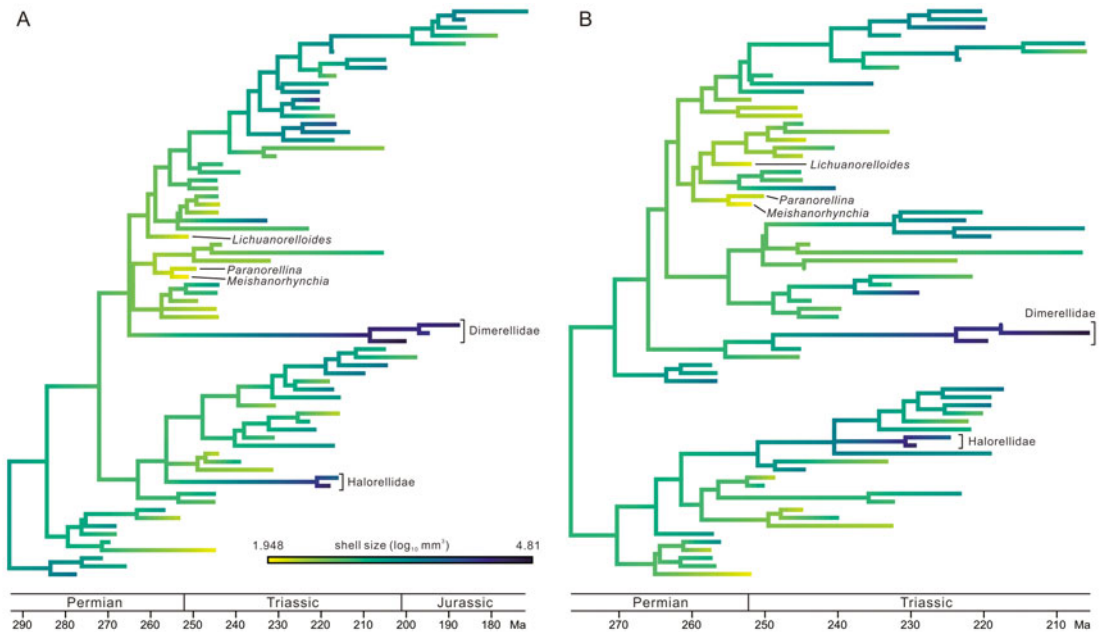 A
Lichuanorelloides
Paranorellina
Meishanorhynchia
Dimerellidae
Halorellidae
1.948 shell size (log₁₀ mm³) 4.81
Permian Triassic Jurassic
290 280 270 260 250 240 230 220 210 200 190 180 Ma
B
Lichuanorelloides
Paranorellina
Meishanorhynchia
Dimerellidae
Halorellidae
Permian Triassic
270 260 250 240 230 220 210 Ma